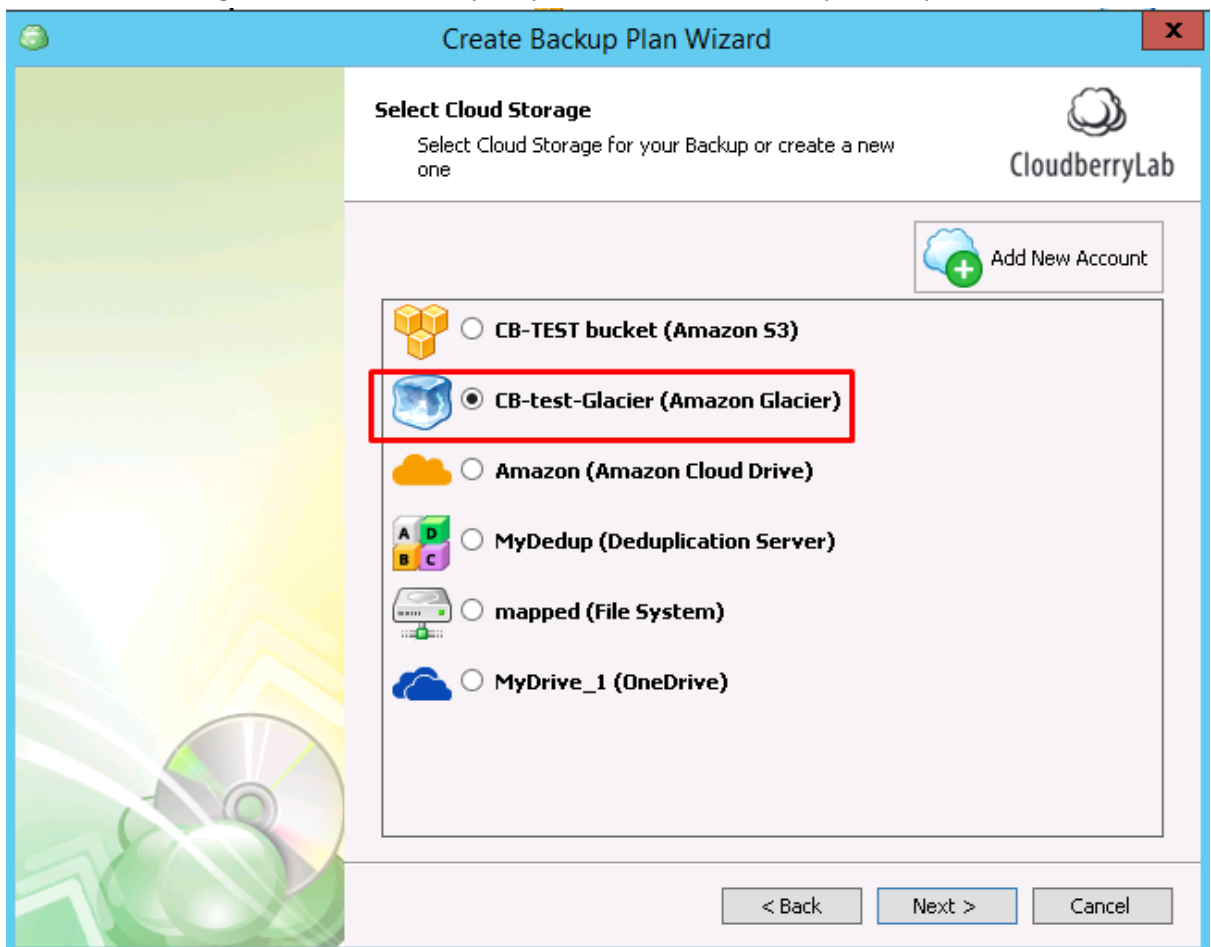 Create Backup Plan Wizard
x
Select Cloud Storage
Select Cloud Storage for your Backup or create a new
one
CloudberryLab
Add New Account
CB-TEST bucket (Amazon S3)
CB-test-Glacier (Amazon Glacier)
Amazon (Amazon Cloud Drive)
A D
B C
MyDedup (Deduplication Server)
mapped (File System)
MyDrive_1 (OneDrive)
< Back
Next >
Cancel